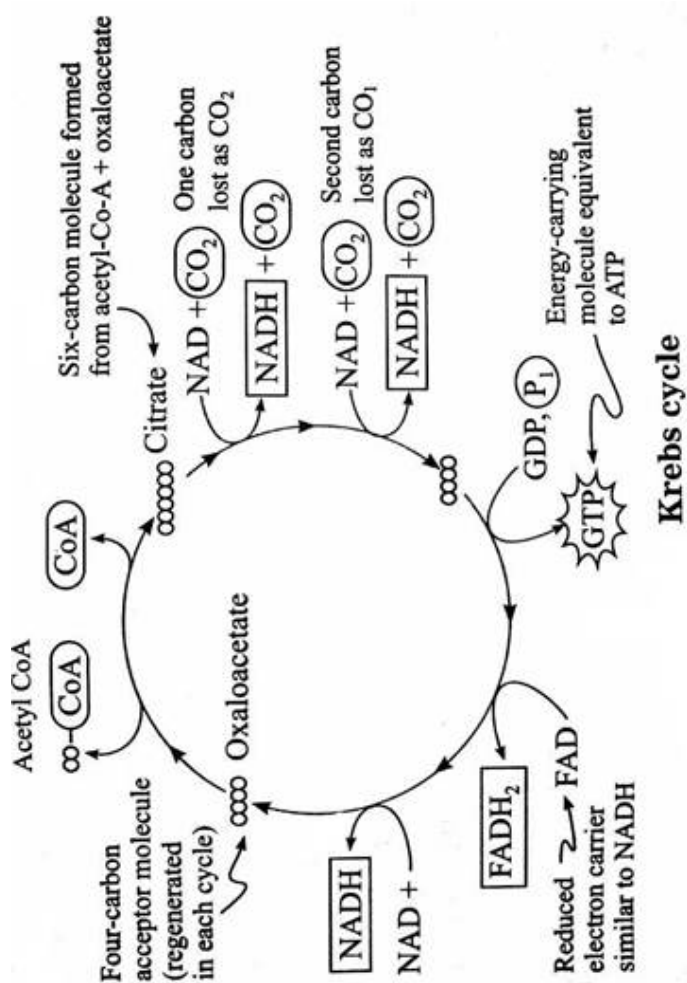 Six-carbon molecule formed
from acetyl-Co-A + oxaloacetate
Acetyl CoA
CoA
CoA
Citrate
NAD + CO₂
One carbon
lost as CO₂
NADH + CO₂
Four-carbon
acceptor molecule
(regenerated
in each cycle)
Oxaloacetate
NAD + CO₂
Second carbon
lost as CO₁
NADH + CO₂
NADH
NAD +
GDP, P₁
FADH₂
GTP
Energy-carrying
molecule equivalent
to ATP
Reduced
FAD
electron carrier
similar to NADH
Krebs cycle